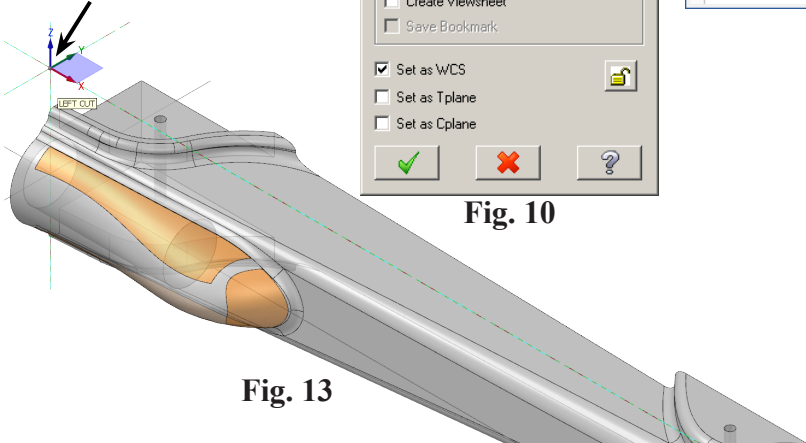 Create Viewsheet
Save Bookmark
Set as WCS
Set as Tplane
Set as Cplane
Fig. 10
Z
Y
X
LEFT CUT
Fig. 13